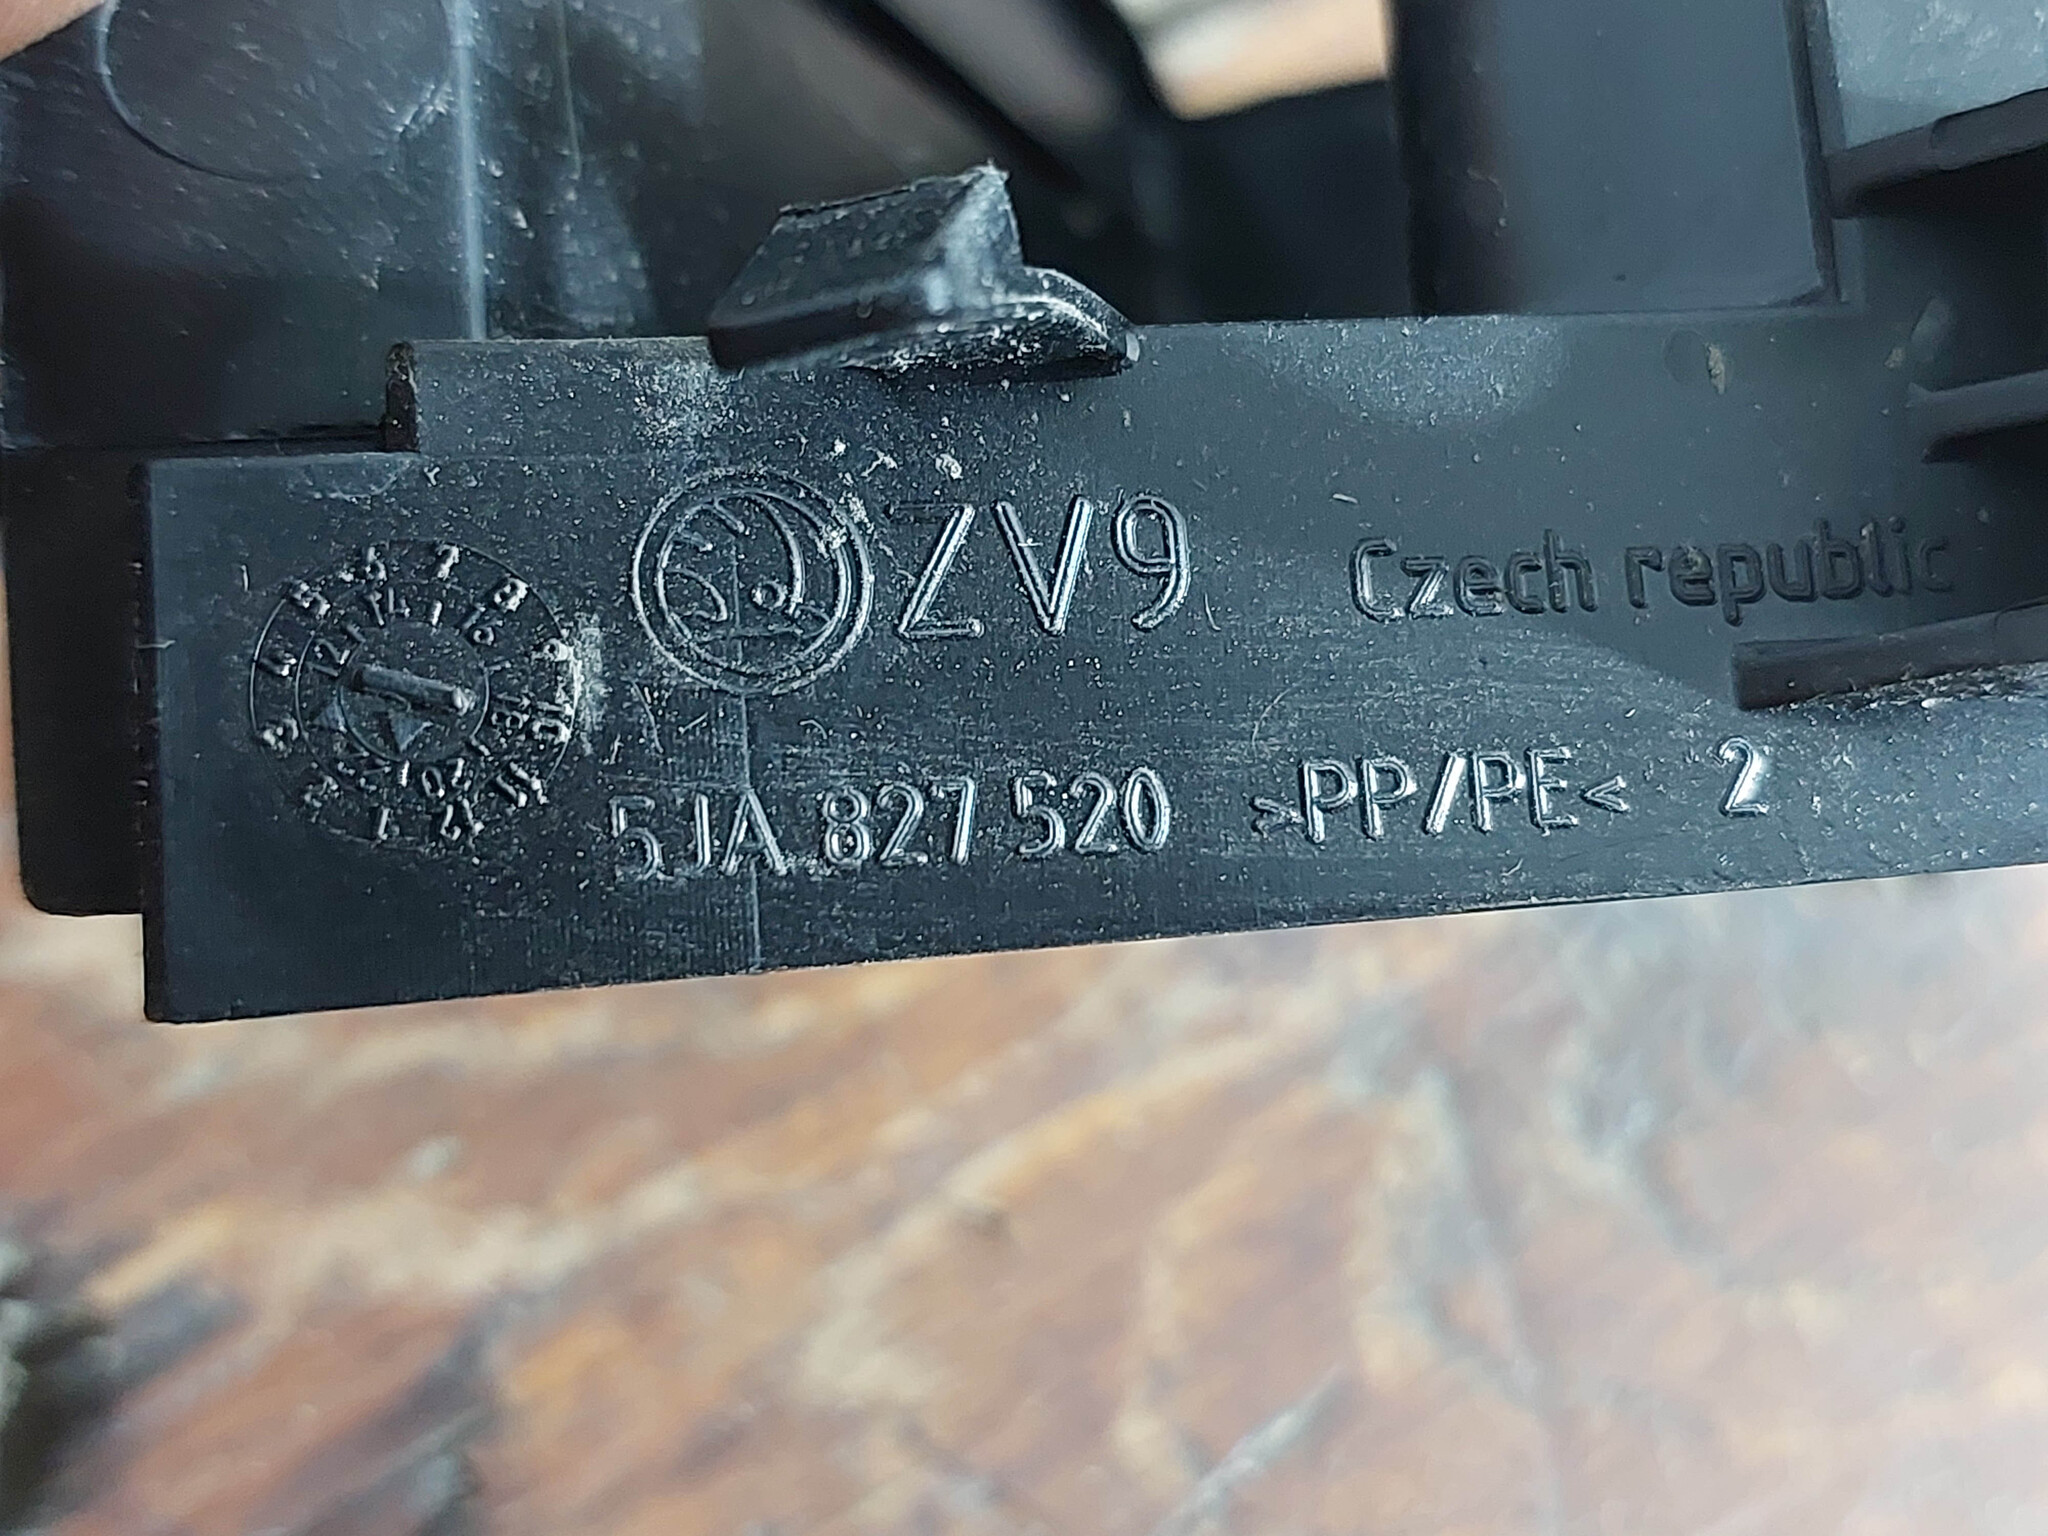 ZV9
Czech republic
5JA 827 520 >PP/PE< 2